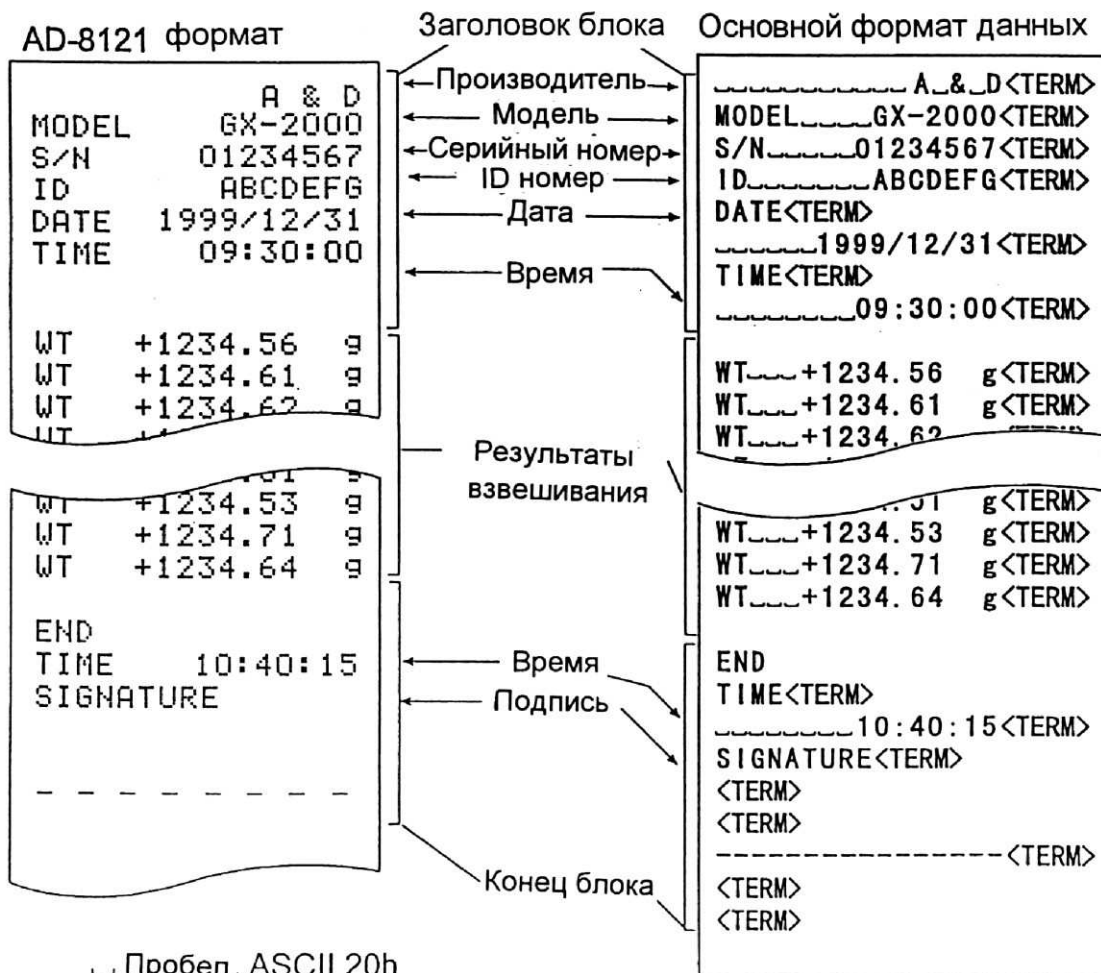 AD-8121 формат
A & D
MODEL GX-2000
S/N 01234567
ID ABCDEFG
DATE 1999/12/31
TIME 09:30:00
WT +1234.56 g
WT +1234.61 g
WT +1234.62 g
WT +1234.53 g
WT +1234.71 g
WT +1234.64 g
END
TIME 10:40:15
SIGNATURE
- - - - - - - - - -
Заголовок блока
Производитель
Модель
Серийный номер
ID номер
Дата
Время
Результаты
взвешивания
Время
Подпись
Конец блока
Основной формат данных
␣␣␣␣␣␣␣␣␣␣␣A␣&␣D<TERM>
MODEL␣␣␣␣GX-2000<TERM>
S/N␣␣␣␣␣01234567<TERM>
ID␣␣␣␣␣␣␣ABCDEFG<TERM>
DATE<TERM>
␣␣␣␣␣␣1999/12/31<TERM>
TIME<TERM>
␣␣␣␣␣␣␣␣09:30:00<TERM>
WT␣␣␣+1234.56 g<TERM>
WT␣␣␣+1234.61 g<TERM>
WT␣␣␣+1234.62
g<TERM>
WT␣␣␣+1234.53 g<TERM>
WT␣␣␣+1234.71 g<TERM>
WT␣␣␣+1234.64 g<TERM>
END
TIME<TERM>
␣␣␣␣␣␣␣␣10:40:15<TERM>
SIGNATURE<TERM>
<TERM>
<TERM>
------------------<TERM>
<TERM>
<TERM>
␣ Пробел, ASCII 20h